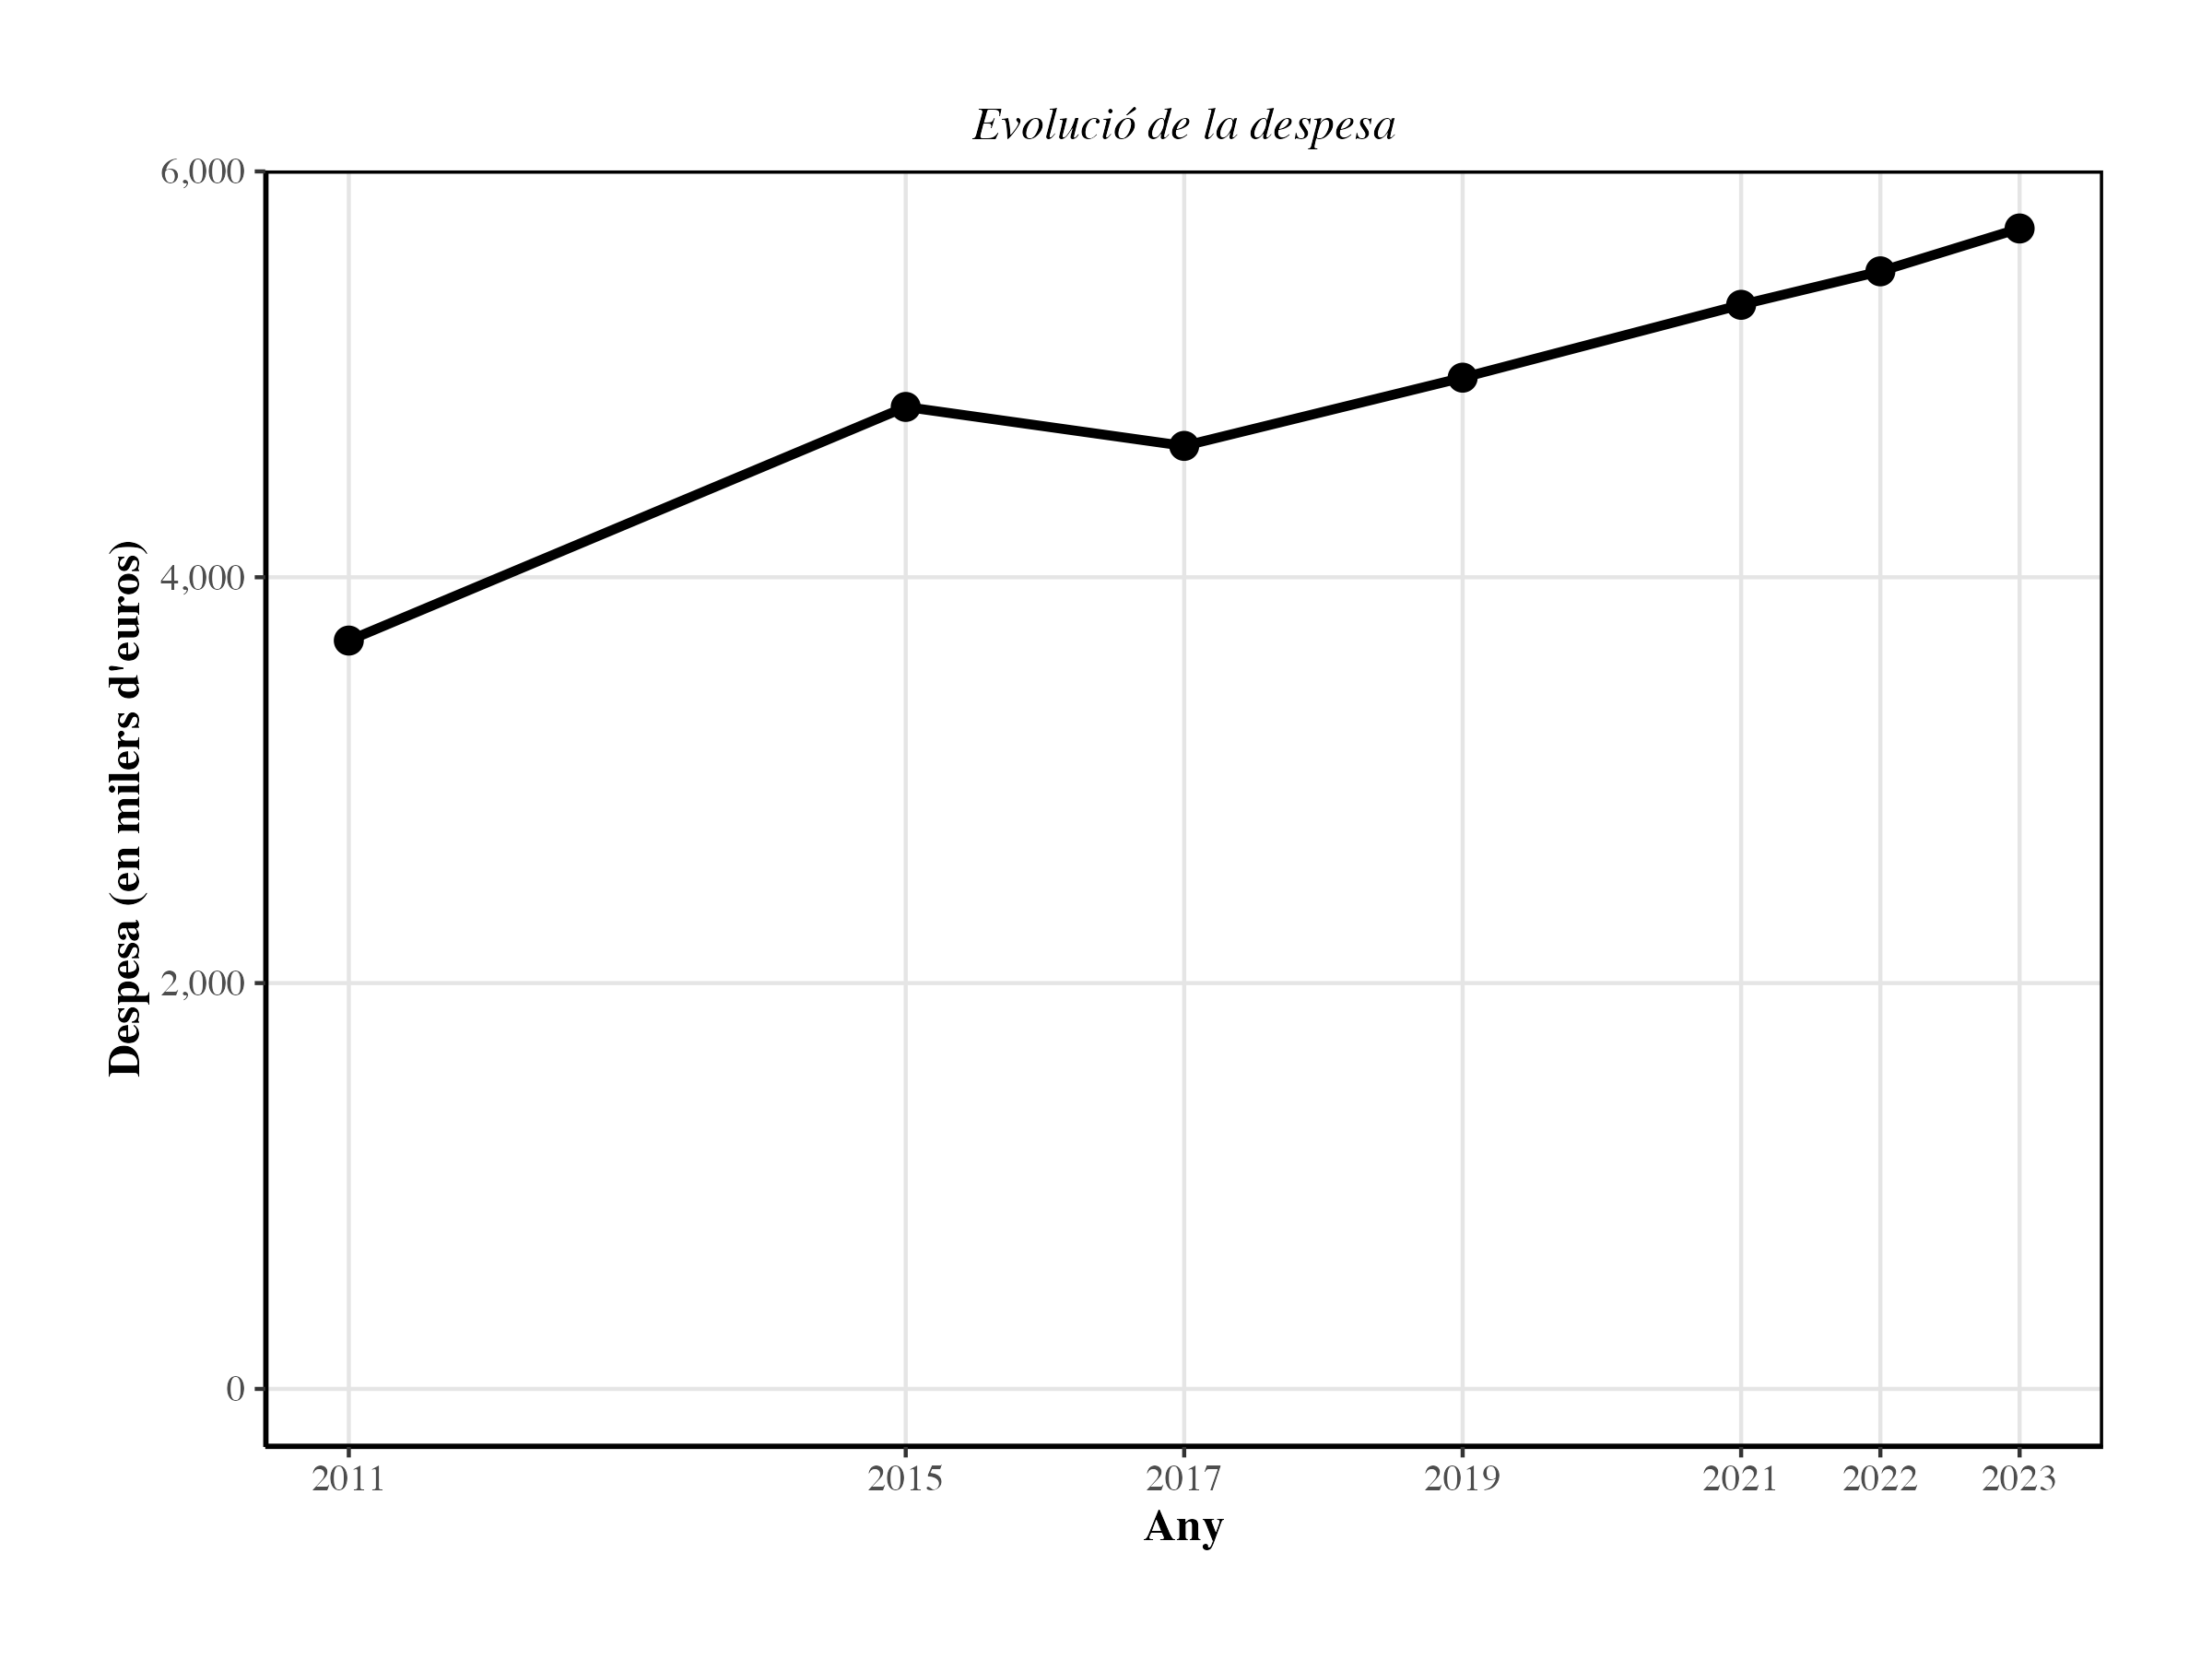 Evolució de la despesa
6,000
4,000
2,000
0
Despesa (en milers d'euros)
2011 2015 2017 2019 2021 2022 2023
Any